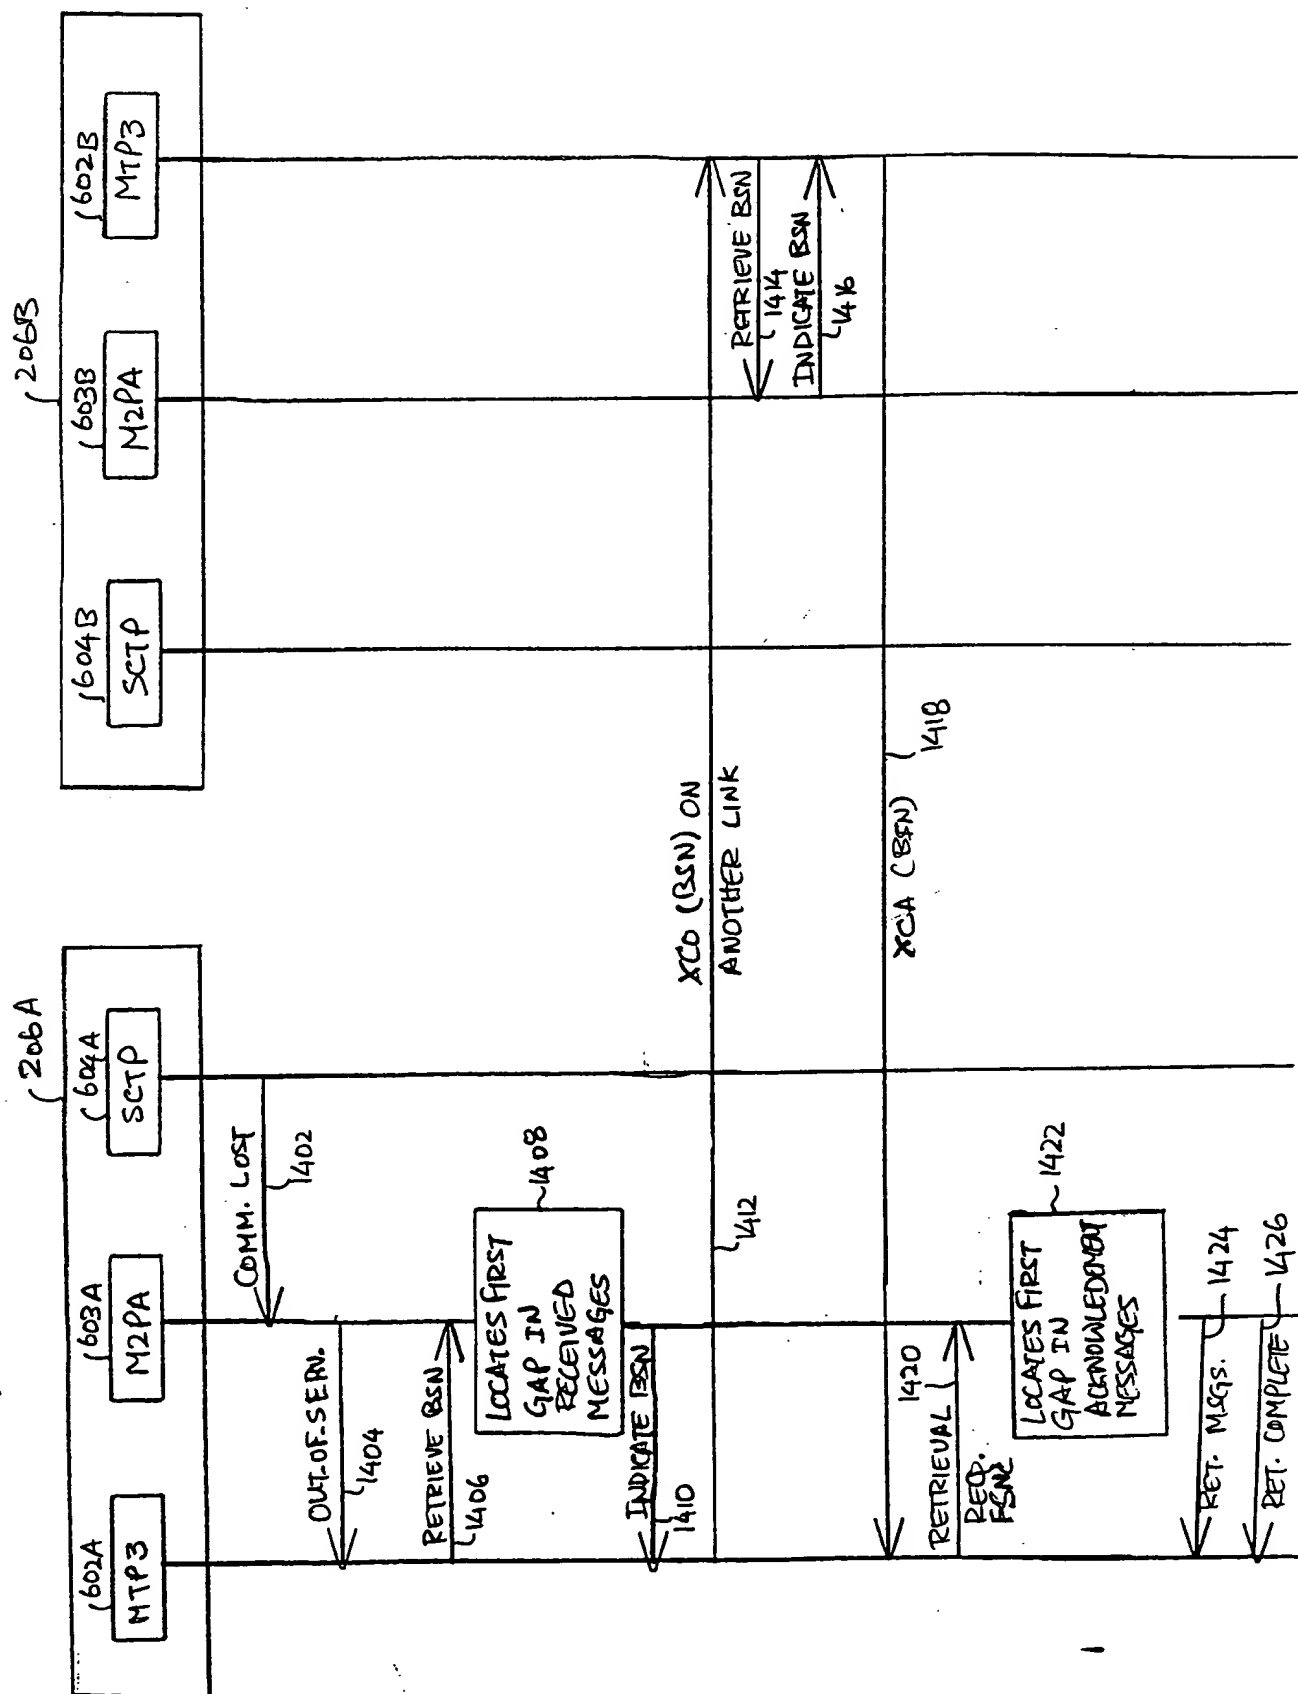 206A
206B
602A
MTP3
603A
M2PA
604A
SCTP
604B
SCTP
603B
M2PA
602B
MTP3
COMM. LOST
1402
OUT-OF-SERV.
1404
RETRIEVE BSN
1406
LOCATES FIRST
GAP IN
RECEIVED
MESSAGES
1408
INDICATE BSN
1410
XCO (BSN) ON
ANOTHER LINK
1412
RETRIEVE BSN
1414
INDICATE BSN
1416
XCA (BSN)
1418
RETRIEVAL
1420
REQ.
FSNC
LOCATES FIRST
GAP IN
ACKNOWLEDEMENT
MESSAGES
1422
RET. MSGS.
1424
RET. COMPLETE
1426